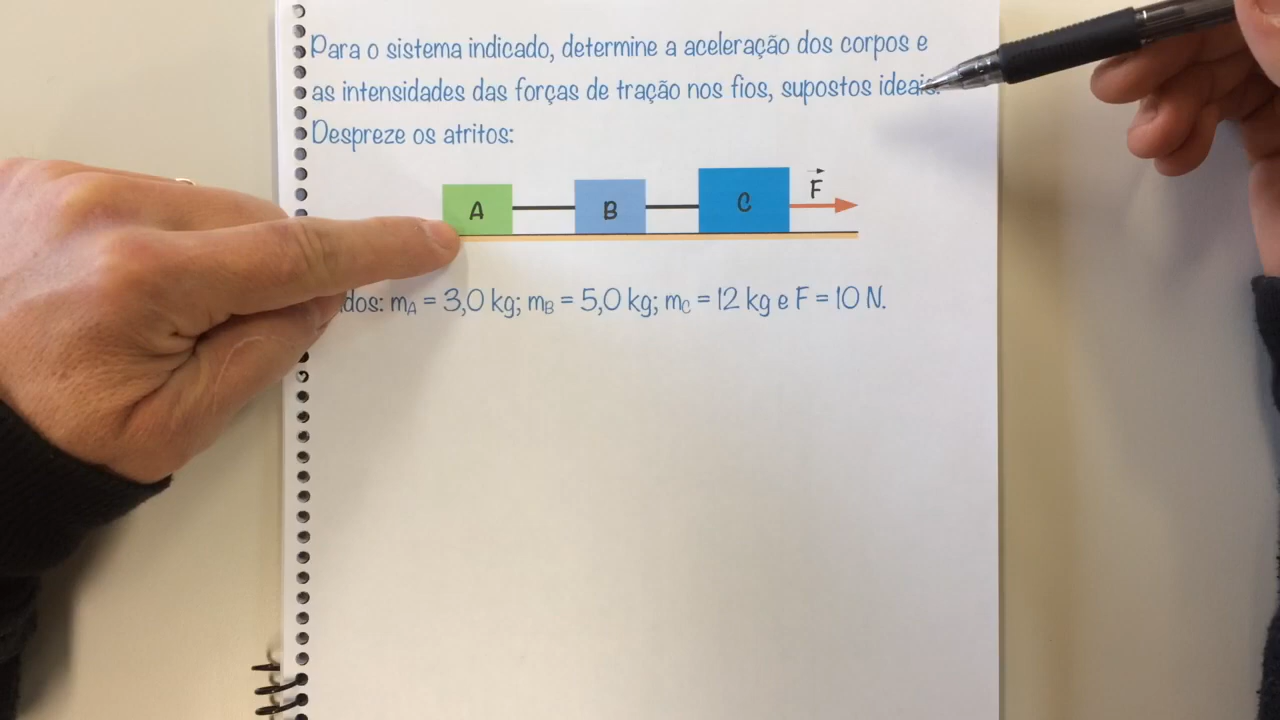 Para o sistema indicado, determine a aceleração dos corpos e
as intensidades das forças de tração nos fios, supostos ideais.
Despreze os atritos:
A B C F
mA = 3,0 kg; mB = 5,0 kg; mC = 12 kg e F = 10 N.